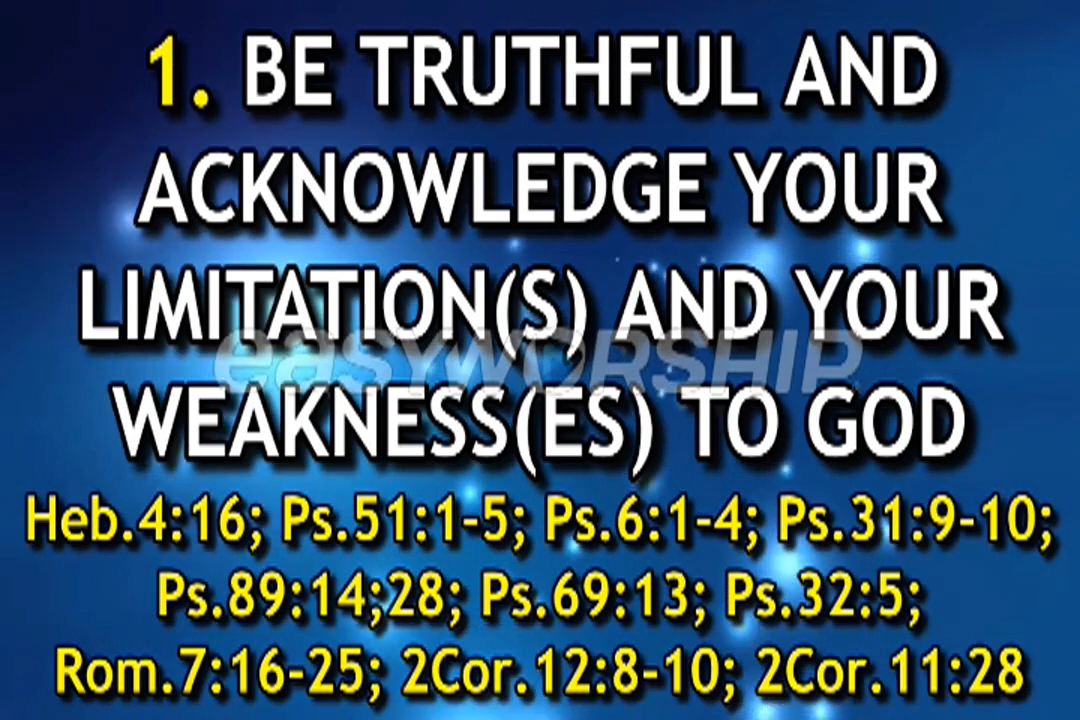 1. BE TRUTHFUL AND
ACKNOWLEDGE YOUR
LIMITATION(S) AND YOUR
easyworship
WEAKNESS(ES) TO GOD
Heb.4:16; Ps.51:1-5; Ps.6:1-4; Ps.31:9-10;
Ps.89:14;28; Ps.69:13; Ps.32:5;
Rom.7:16-25; 2Cor.12:8-10; 2Cor.11:28